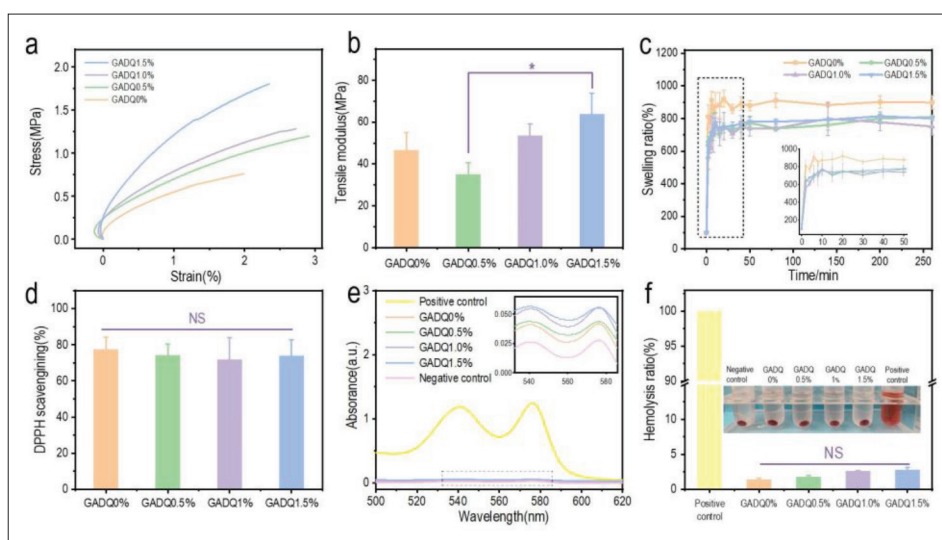 a
GADQ1.5%
GADQ1.0%
GADQ0.5%
GADQ0%
Stress(MPa)
2.0
1.5
1.0
0.5
0.0
0
1
2
3
Strain(%)
b
*
Tensile modulus(MPa)
100
80
60
40
20
0
GADQ0%
GADQ0.5%
GADQ1.0%
GADQ1.5%
c
GADQ0%
GADQ0.5%
GADQ1.0%
GADQ1.5%
Swelling ratio(%)
1200
1000
800
600
400
200
0
800
600
400
200
0 10 20 30 40 50
0 50 100 150 200 250
Time/min
d
NS
DPPH scavengining(%)
100
80
60
40
20
0
GADQ0%
GADQ0.5%
GADQ1%
GADQ1.5%
e
Positive control
GADQ0%
GADQ0.5%
GADQ1.0%
GADQ1.5%
Negative control
Absorance(a.u.)
3
2
1
0
0.050
0.025
0.000
540 560 580
500 520 540 560 580 600 620
Wavelength(nm)
f
Hemolysis ratio(%)
100
95
90
15
10
5
0
Negative control
GADQ 0%
GADQ 0.5%
GADQ 1%
GADQ 1.5%
Positive control
NS
Positive control
GADQ0%
GADQ0.5%
GADQ1.0%
GADQ1.5%